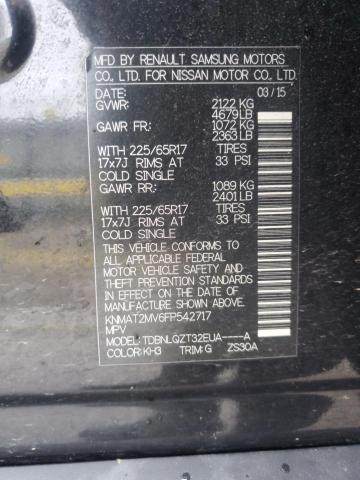 MFD BY RENAULT SAMSUNG MOTORS
CO., LTD. FOR NISSAN MOTOR CO., LTD.
DATE: 03/15
GVWR: 2122 KG
4679 LB
GAWR FR: 1072 KG
2363 LB
WITH 225/65R17 TIRES
17x7J RIMS AT 33 PSI
COLD SINGLE
GAWR RR: 1089 KG
2401 LB
WITH 225/65R17 TIRES
17x7J RIMS AT 33 PSI
COLD SINGLE
THIS VEHICLE CONFORMS TO
ALL APPLICABLE FEDERAL
MOTOR VEHICLE SAFETY STANDARDS
IN EFFECT ON THE DATE
OF MANUFACTURE SHOWN ABOVE.
KNMAT2MV6FP542717
MPV
MODEL: TDBNLQZT32EUA----A
COLOR: KH3 TRIM: G ZS30A